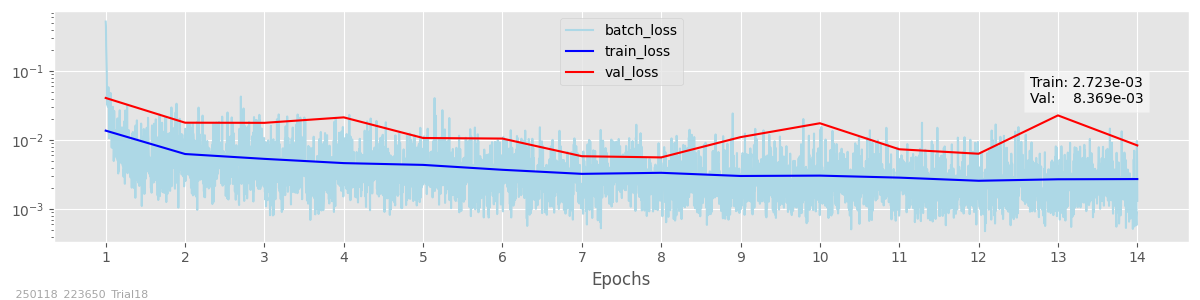 batch_loss
train_loss
val_loss
Train: 2.723e-03
Val: 8.369e-03
10⁻¹
10⁻²
10⁻³
1 2 3 4 5 6 7 8 9 10 11 12 13 14
Epochs
250118_223650_Trial18